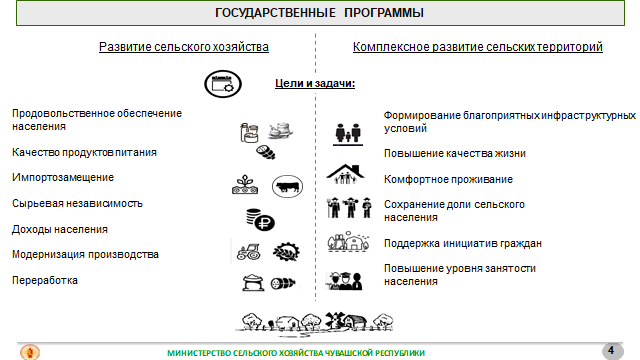 ГОСУДАРСТВЕННЫЕ ПРОГРАММЫ
Развитие сельского хозяйства
Комплексное развитие сельских территорий
Цели и задачи:
Продовольственное обеспечение
населения
Качество продуктов питания
Импортозамещение
Сырьевая независимость
Доходы населения
Модернизация производства
Переработка
Формирование благоприятных инфраструктурных
условий
Повышение качества жизни
Комфортное проживание
Сохранение доли сельского
населения
Поддержка инициатив граждан
Повышение уровня занятости
населения
МИНИСТЕРСТВО СЕЛЬСКОГО ХОЗЯЙСТВА ЧУВАШСКОЙ РЕСПУБЛИКИ
4